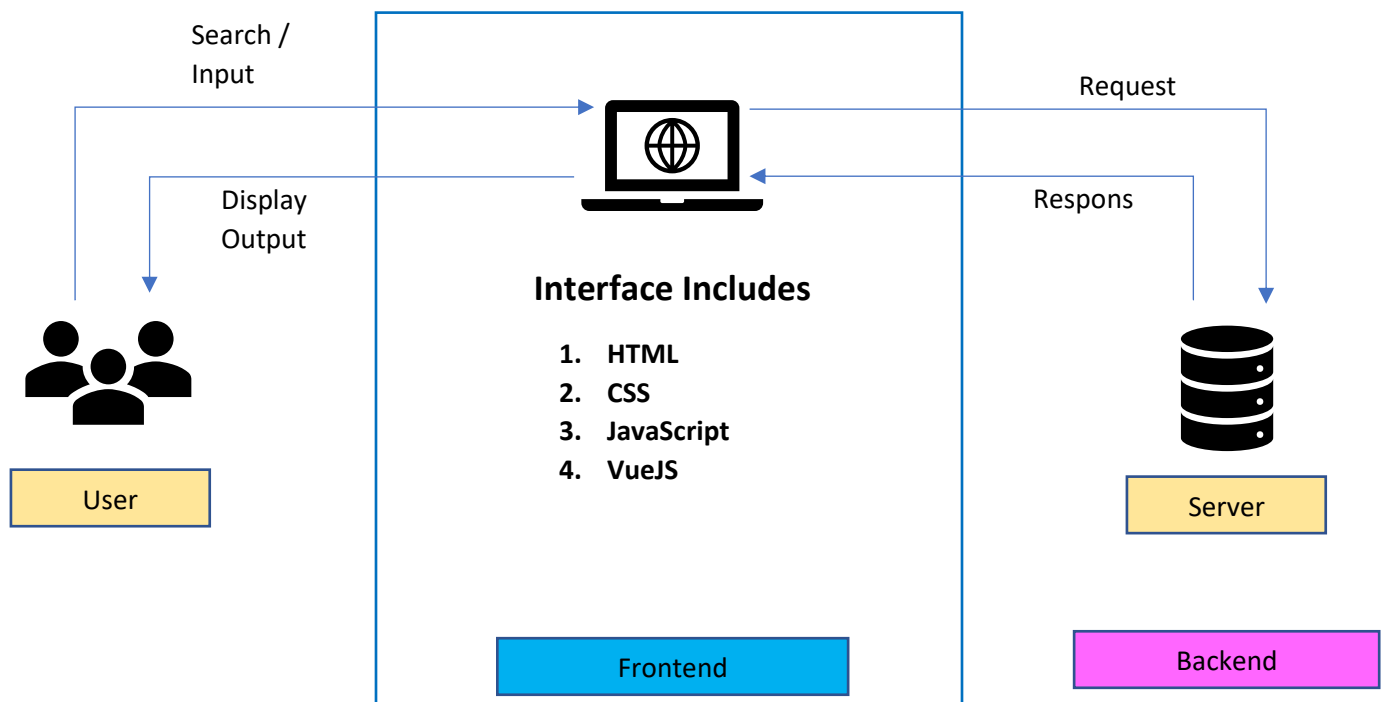 Search /
Input
Request
Display
Output
Respons
Interface Includes
1. HTML
2. CSS
3. JavaScript
4. VueJS
User
Server
Frontend
Backend